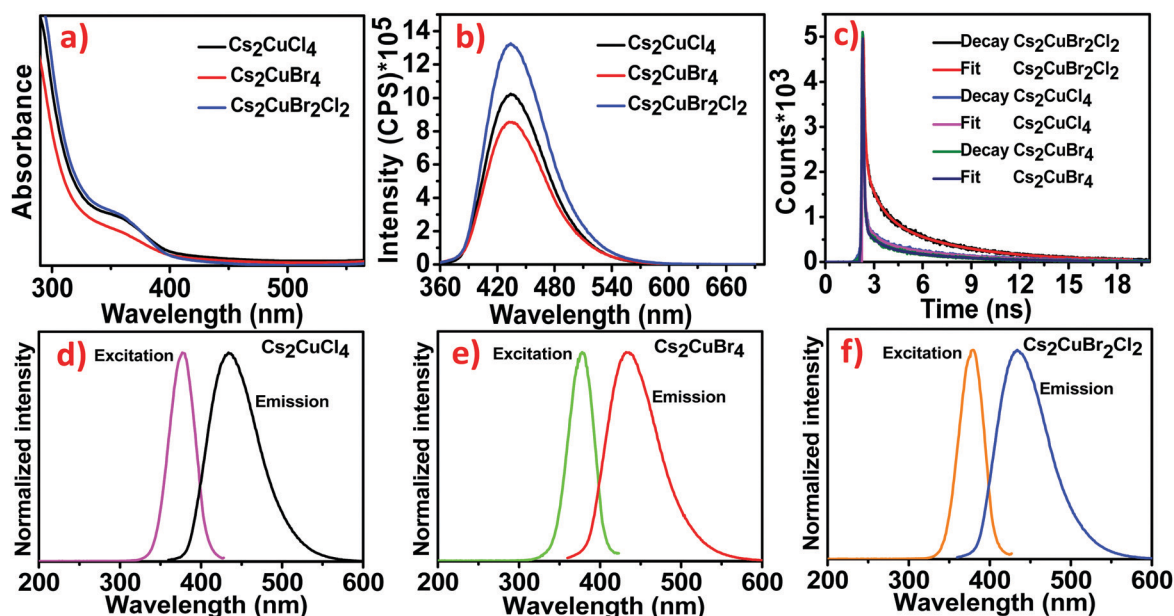 a)
Cs2CuCl4
Cs2CuBr4
Cs2CuBr2Cl2
Absorbance
300 400 500
Wavelength (nm)
b)
Cs2CuCl4
Cs2CuBr4
Cs2CuBr2Cl2
Intensity (CPS)*10^5
14
12
10
8
6
4
2
0
360 420 480 540 600 660
Wavelength (nm)
c)
Decay Cs2CuBr2Cl2
Fit Cs2CuBr2Cl2
Decay Cs2CuCl4
Fit Cs2CuCl4
Decay Cs2CuBr4
Fit Cs2CuBr4
Counts*10^3
5
4
3
2
1
0
0 3 6 9 12 15 18
Time (ns)
d)
Cs2CuCl4
Excitation
Emission
Normalized intensity
200 300 400 500 600
Wavelength (nm)
e)
Cs2CuBr4
Excitation
Emission
Normalized intensity
200 300 400 500 600
Wavelength (nm)
f)
Cs2CuBr2Cl2
Excitation
Emission
Normalized intensity
200 300 400 500 600
Wavelength (nm)